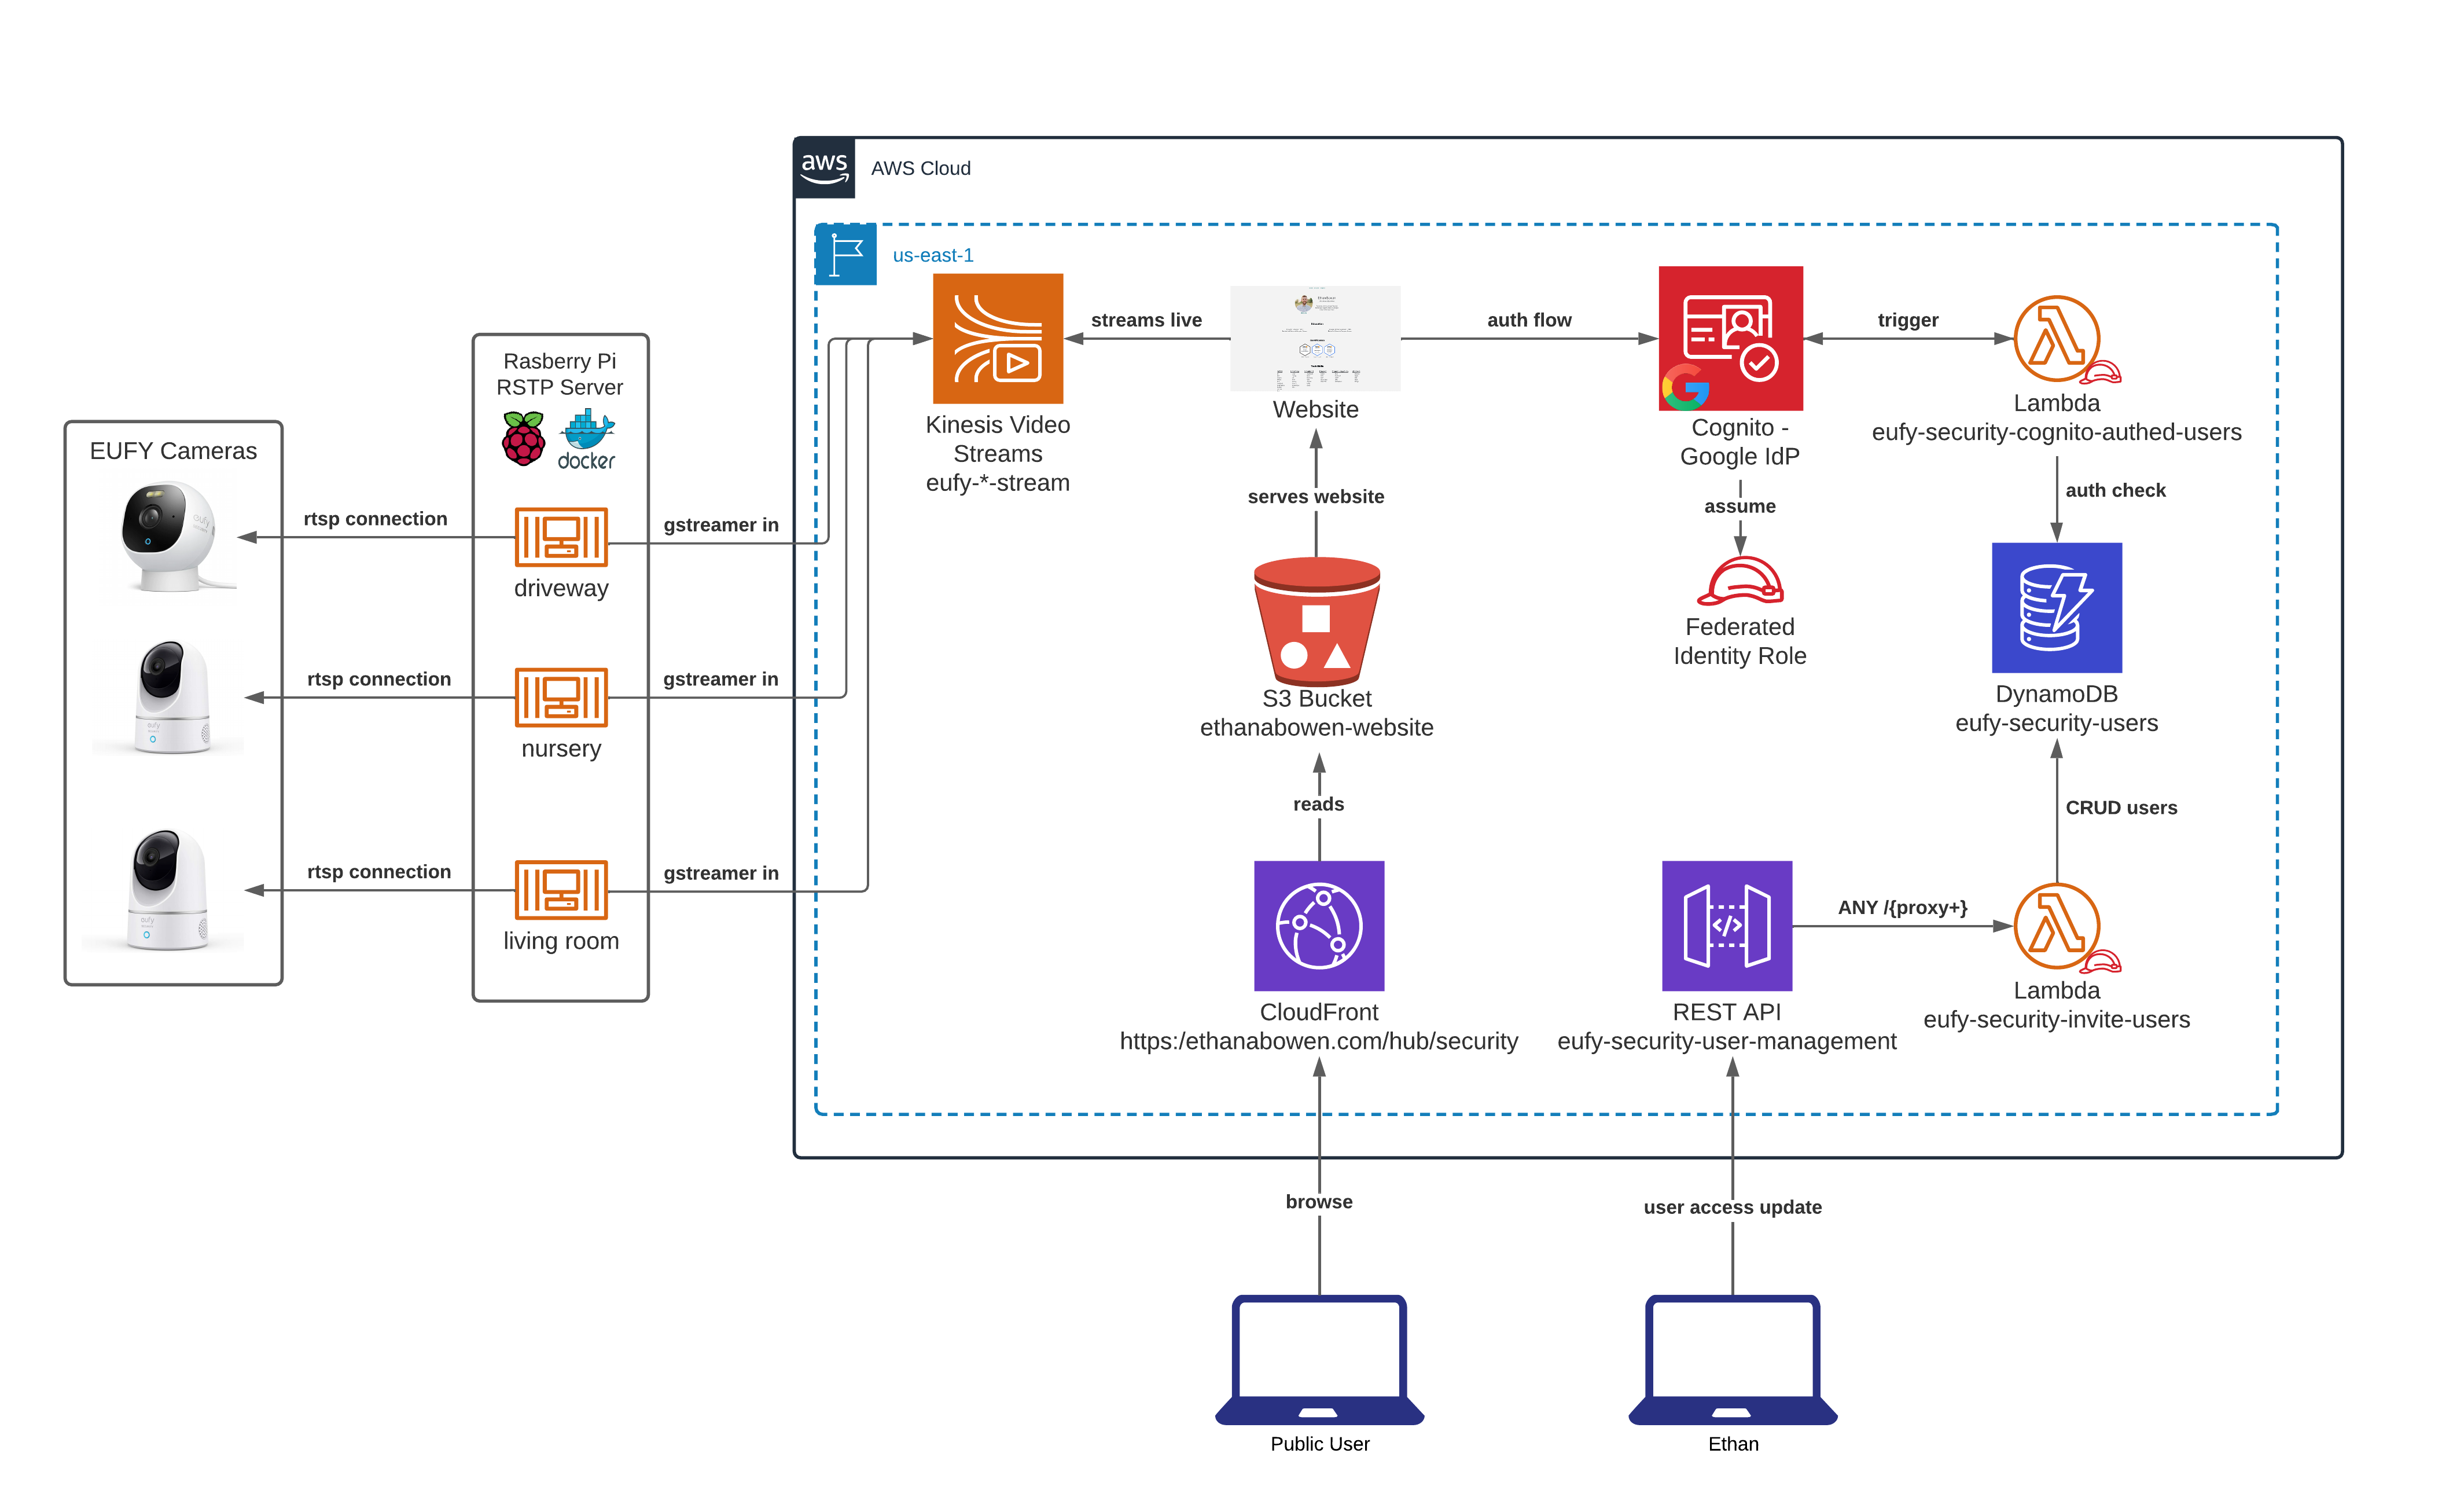 aws
AWS Cloud
us-east-1
EUFY Cameras
eufy
eufy
eufy
rtsp connection
rtsp connection
rtsp connection
Rasberry Pi
RSTP Server
docker
driveway
nursery
living room
gstreamer in
gstreamer in
gstreamer in
Kinesis Video
Streams
eufy-*-stream
streams live
Website
auth flow
Cognito -
Google IdP
trigger
Lambda
eufy-security-cognito-authed-users
serves website
assume
auth check
Federated
Identity Role
S3 Bucket
ethanabowen-website
DynamoDB
eufy-security-users
reads
CRUD users
CloudFront
https:/ethanabowen.com/hub/security
REST API
eufy-security-user-management
ANY /{proxy+}
Lambda
eufy-security-invite-users
browse
user access update
Public User
Ethan